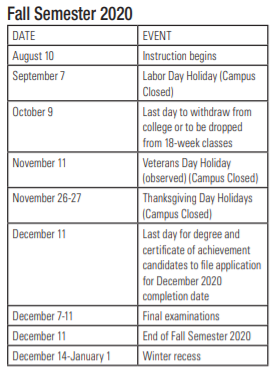 Fall Semester 2020
DATE EVENT
August 10 Instruction begins
September 7 Labor Day Holiday (Campus
Closed)
October 9 Last day to withdraw from
college or to be dropped
from 18-week classes
November 11 Veterans Day Holiday
(observed) (Campus Closed)
November 26-27 Thanksgiving Day Holidays
(Campus Closed)
December 11 Last day for degree and
certificate of achievement
candidates to file application
for December 2020
completion date
December 7-11 Final examinations
December 11 End of Fall Semester 2020
December 14-January 1 Winter recess